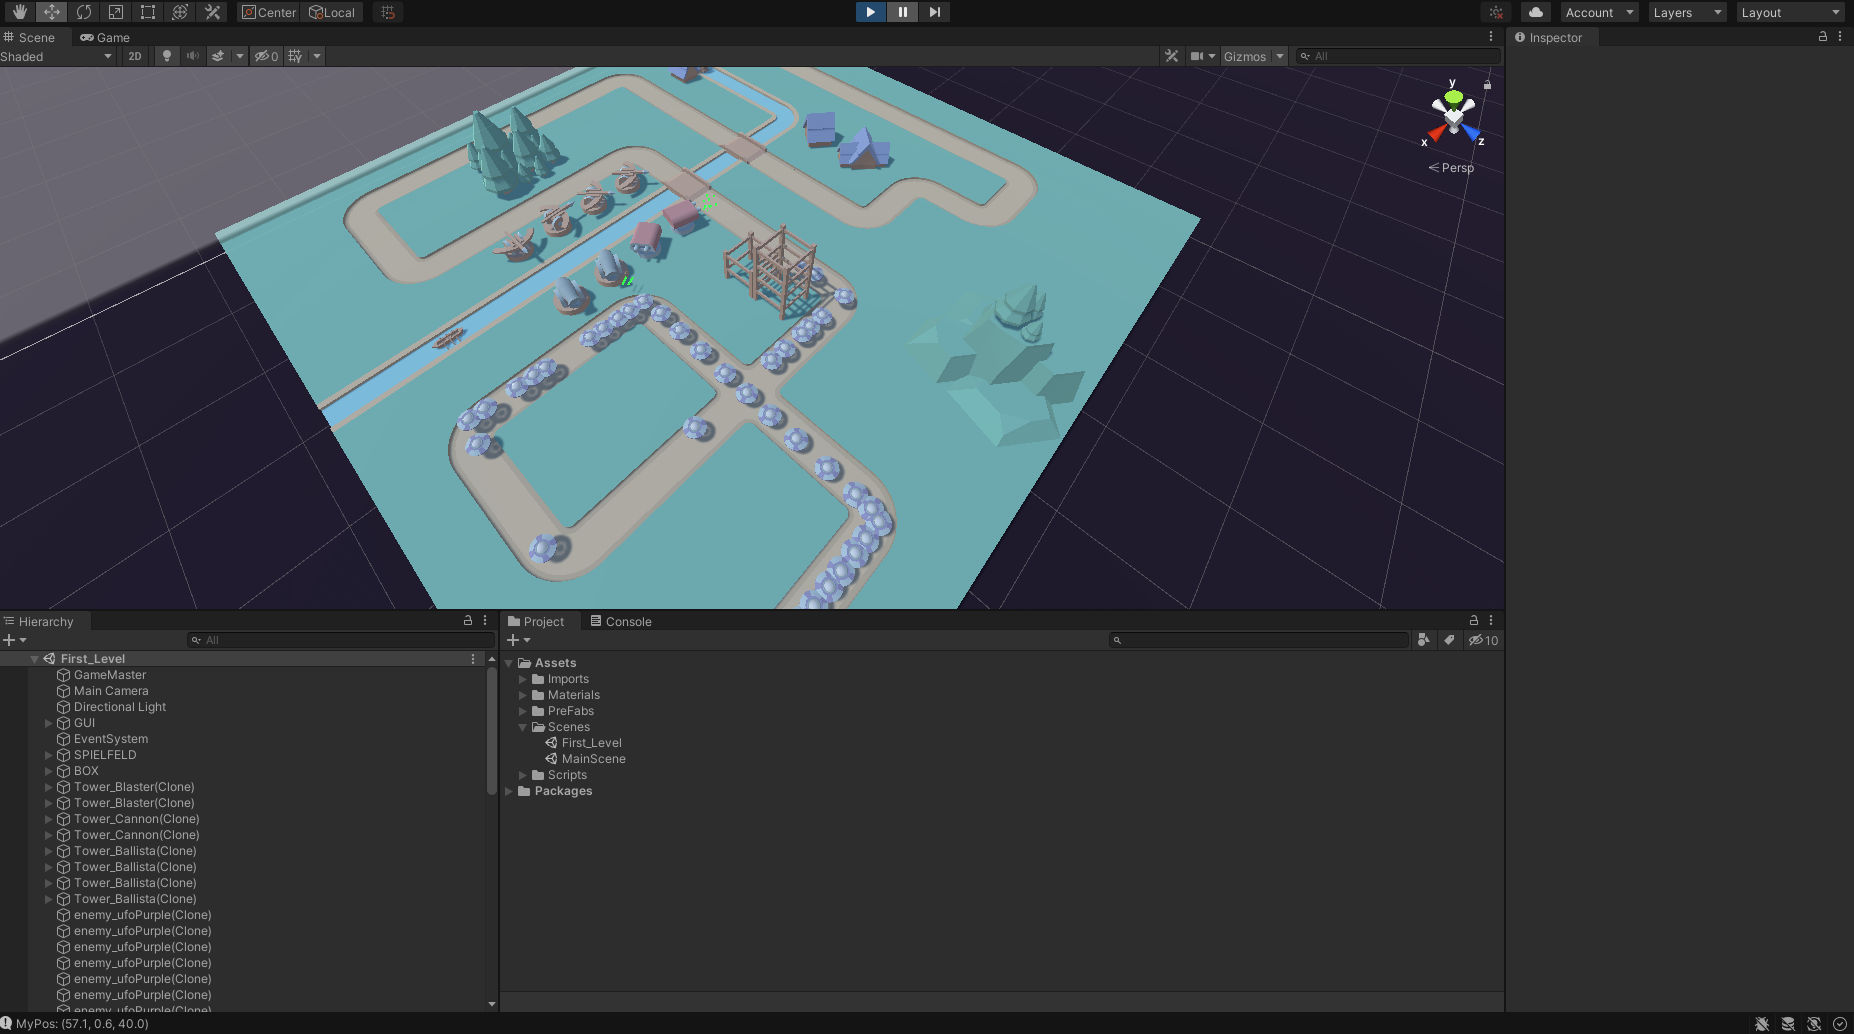 Center
Local
Account
Layers
Layout
Scene
Game
Inspector
Shaded
2D
0
Gizmos
All
y
x
z
Persp
Hierarchy
Project
Console
All
10
First_Level
GameMaster
Main Camera
Directional Light
GUI
EventSystem
SPIELFELD
BOX
Tower_Blaster(Clone)
Tower_Blaster(Clone)
Tower_Cannon(Clone)
Tower_Cannon(Clone)
Tower_Ballista(Clone)
Tower_Ballista(Clone)
Tower_Ballista(Clone)
Tower_Ballista(Clone)
enemy_ufoPurple(Clone)
enemy_ufoPurple(Clone)
enemy_ufoPurple(Clone)
enemy_ufoPurple(Clone)
enemy_ufoPurple(Clone)
enemy_ufoPurple(Clone)
enemy_ufoPurple(Clone)
Assets
Imports
Materials
PreFabs
Scenes
First_Level
MainScene
Scripts
Packages
MyPos: (57.1, 0.6, 40.0)